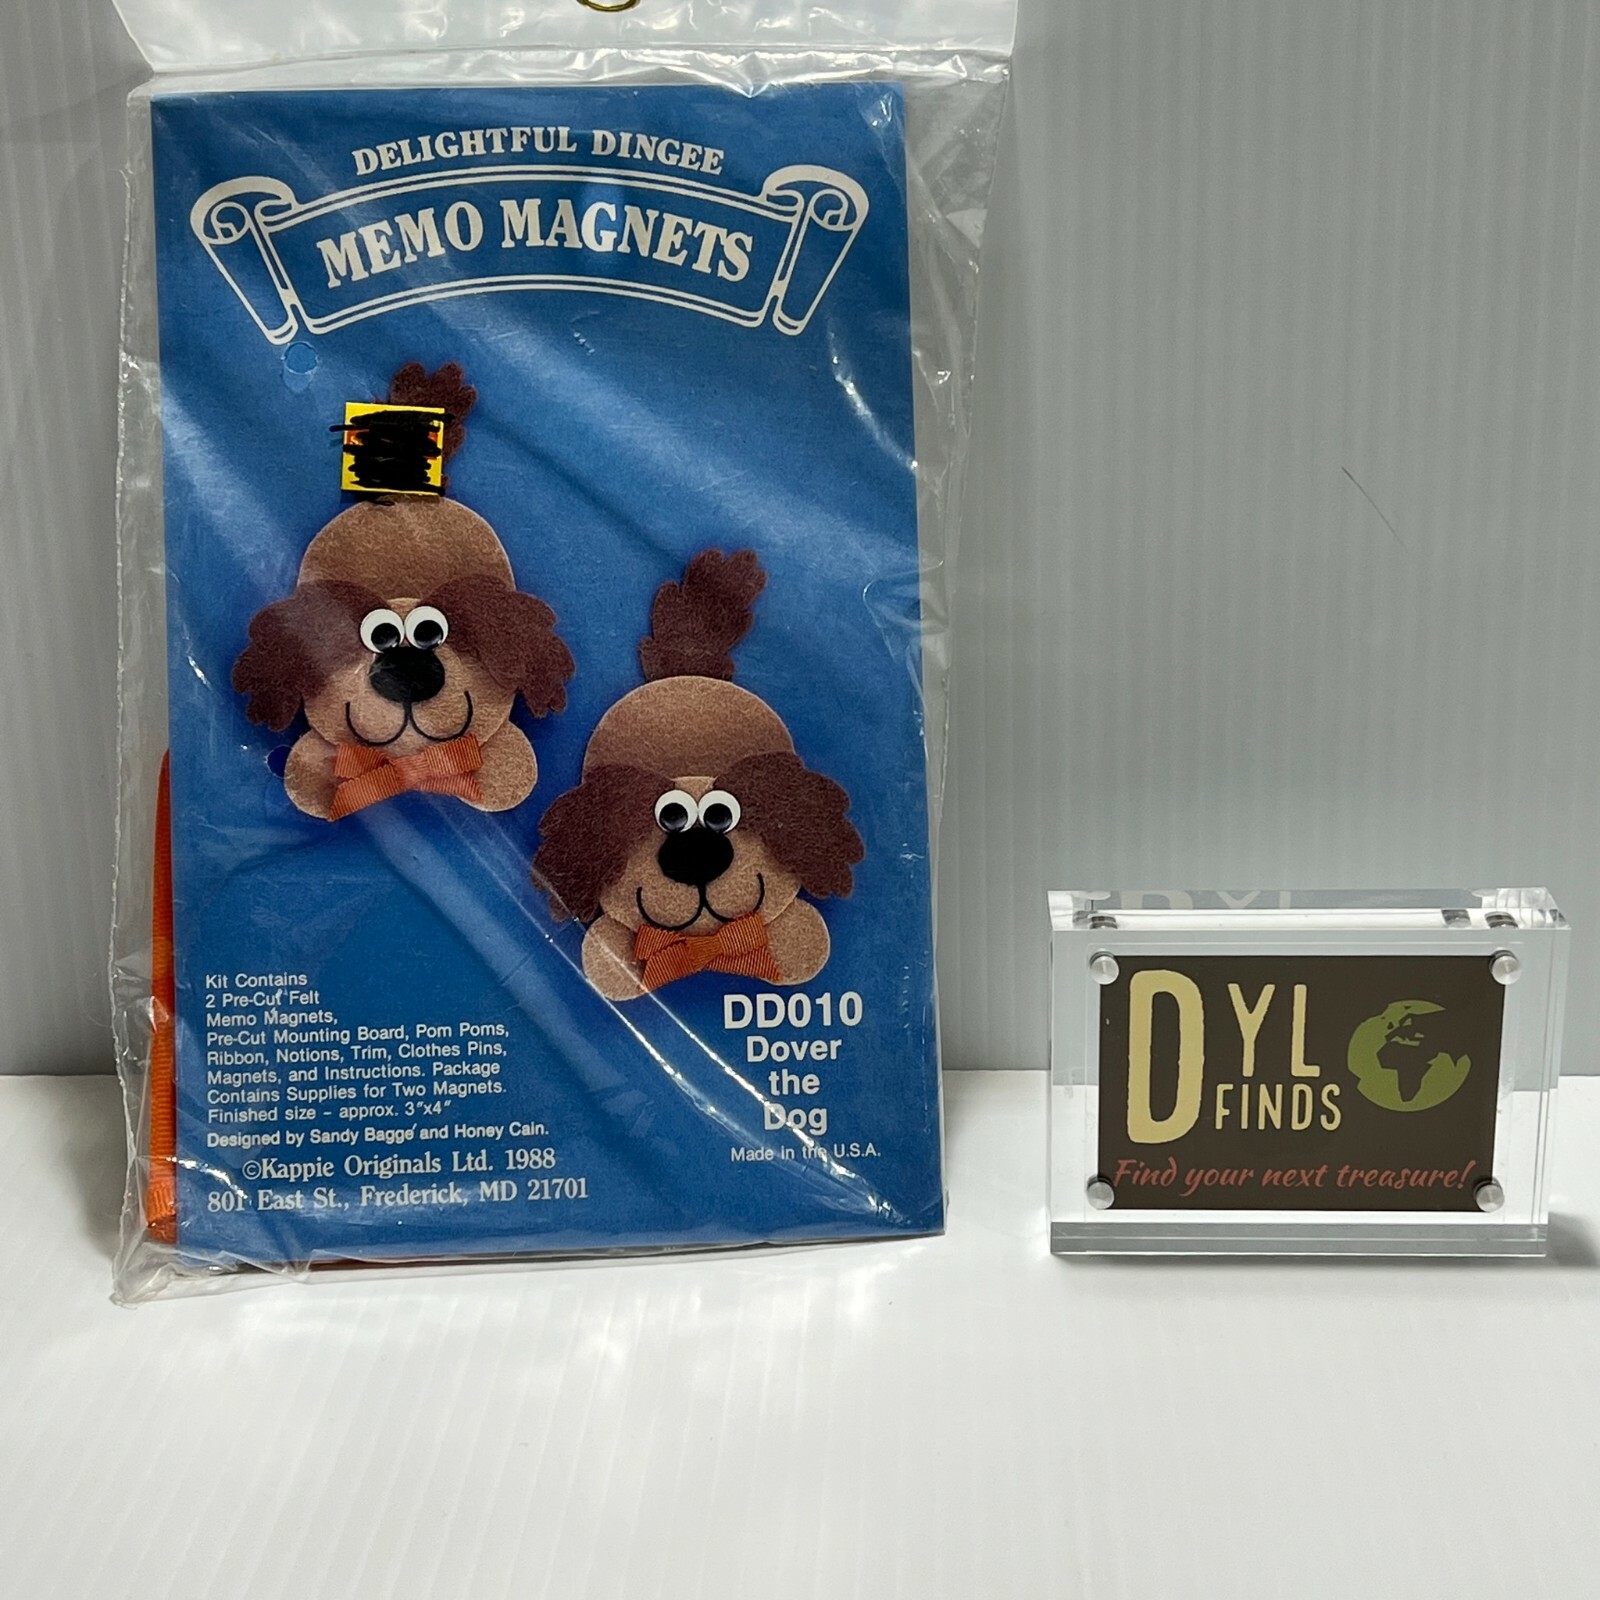 DELIGHTFUL DINGEE
MEMO MAGNETS
Kit Contains
2 Pre-Cut Felt
Memo Magnets,
Pre-Cut Mounting Board, Pom Poms,
Ribbon, Notions, Trim, Clothes Pins,
Magnets, and Instructions. Package
Contains Supplies for Two Magnets.
Finished size - approx. 3"x4"
Designed by Sandy Bagge and Honey Cain.
©Kappie Originals Ltd. 1988
801 East St., Frederick, MD 21701
DD010
Dover
the
Dog
Made in the U.S.A.
DYL
FINDS
Find your next treasure!